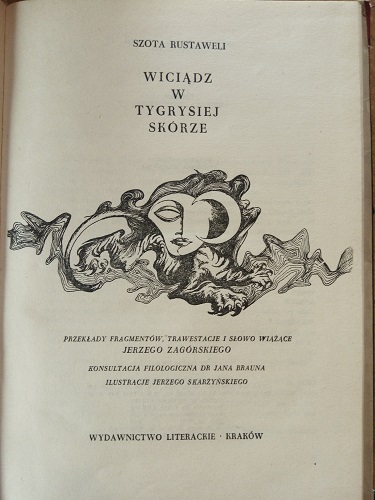 SZOTA RUSTAWELI
WICIĄDZ
W
TYGRYSIEJ
SKÓRZE
PRZEKŁADY FRAGMENTÓW, TRAWESTACJE I SŁOWO WIĄŻĄCE
JERZEGO ZAGÓRSKIEGO
KONSULTACJA FILOLOGICZNA DR JANA BRAUNA
ILUSTRACJE JERZEGO SKARŻYŃSKIEGO
WYDAWNICTWO LITERACKIE · KRAKÓW